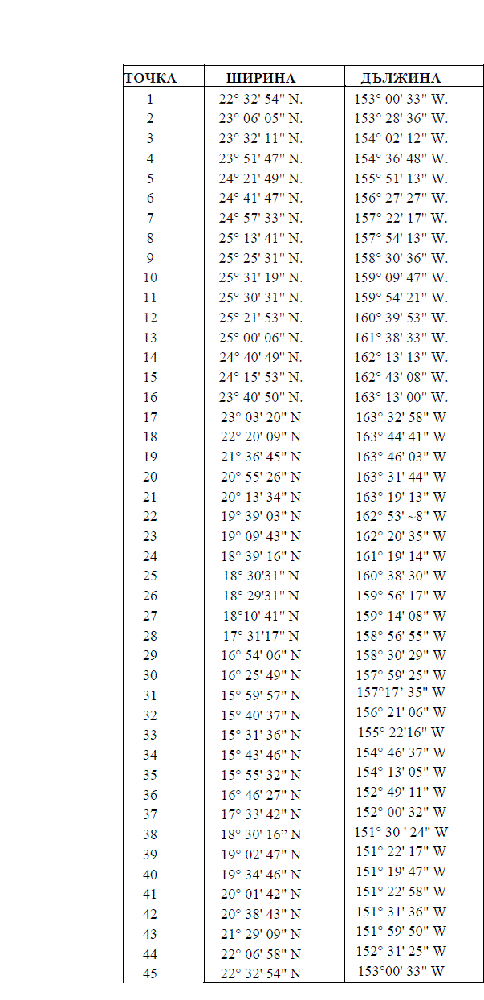 ТОЧКА ШИРИНА ДЪЛЖИНА
1 22° 32' 54" N. 153° 00' 33" W.
2 23° 06' 05" N. 153° 28' 36" W.
3 23° 32' 11" N. 154° 02' 12" W.
4 23° 51' 47" N. 154° 36' 48" W.
5 24° 21' 49" N. 155° 51' 13" W.
6 24° 41' 47" N. 156° 27' 27" W.
7 24° 57' 33" N. 157° 22' 17" W.
8 25° 13' 41" N. 157° 54' 13" W.
9 25° 25' 31" N. 158° 30' 36" W.
10 25° 31' 19" N. 159° 09' 47" W.
11 25° 30' 31" N. 159° 54' 21" W.
12 25° 21' 53" N. 160° 39' 53" W.
13 25° 00' 06" N. 161° 38' 33" W.
14 24° 40' 49" N. 162° 13' 13" W.
15 24° 15' 53" N. 162° 43' 08" W.
16 23° 40' 50" N. 163° 13' 00" W.
17 23° 03' 20" N 163° 32' 58" W
18 22° 20' 09" N 163° 44' 41" W
19 21° 36' 45" N 163° 46' 03" W
20 20° 55' 26" N 163° 31' 44" W
21 20° 13' 34" N 163° 19' 13" W
22 19° 39' 03" N 162° 53' ~8" W
23 19° 09' 43" N 162° 20' 35" W
24 18° 39' 16" N 161° 19' 14" W
25 18° 30'31" N 160° 38' 30" W
26 18° 29'31" N 159° 56' 17" W
27 18°10' 41" N 159° 14' 08" W
28 17° 31'17" N 158° 56' 55" W
29 16° 54' 06" N 158° 30' 29" W
30 16° 25' 49" N 157° 59' 25" W
31 15° 59' 57" N 157°17’ 35" W
32 15° 40' 37" N 156° 21' 06" W
33 15° 31' 36" N 155° 22'16" W
34 15° 43' 46" N 154° 46' 37" W
35 15° 55' 32" N 154° 13' 05" W
36 16° 46' 27" N 152° 49' 11" W
37 17° 33' 42" N 152° 00' 32" W
38 18° 30' 16” N 151° 30 ' 24" W
39 19° 02' 47" N 151° 22' 17" W
40 19° 34' 46" N 151° 19' 47" W
41 20° 01' 42" N 151° 22' 58" W
42 20° 38' 43" N 151° 31' 36" W
43 21° 29' 09" N 151° 59' 50" W
44 22° 06' 58" N 152° 31' 25" W
45 22° 32' 54" N 153°00' 33" W